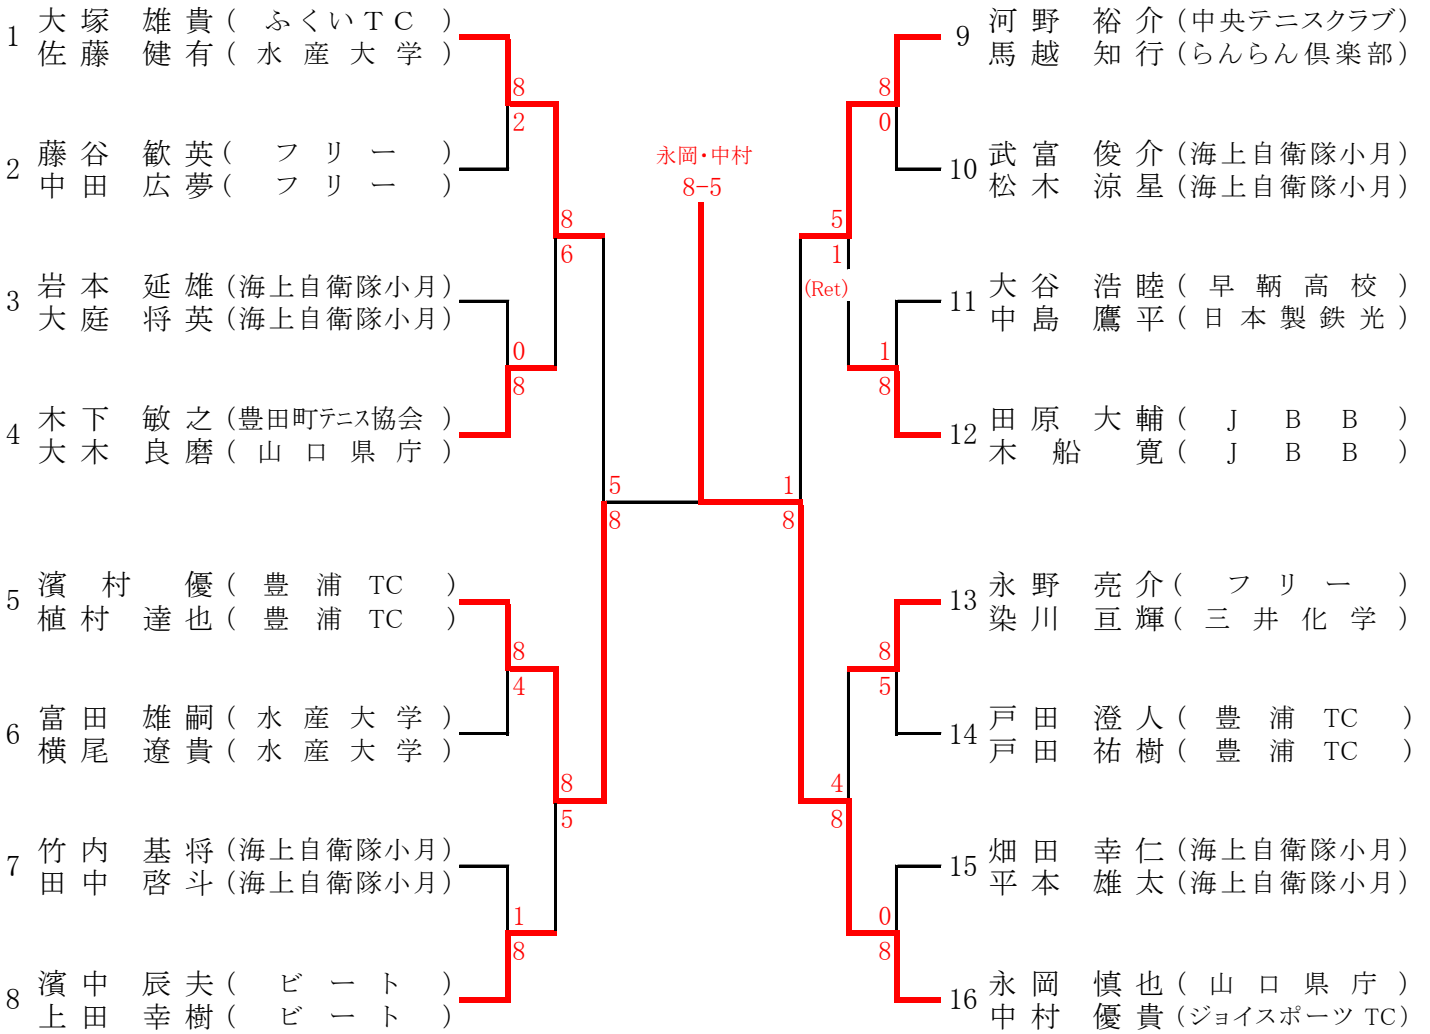 1 大塚 雄貴 ( ふくいTC )
佐藤 健有 ( 水産大学 )
8
2
2 藤谷 歓英 ( フリー )
中田 広夢 ( フリー )
8
6
3 岩本 延雄 (海上自衛隊小月)
大庭 将英 (海上自衛隊小月)
0
8
4 木下 敏之 (豊田町テニス協会 )
大木 良磨 ( 山口県庁 )
5
8
5 濱村 優 ( 豊浦 TC )
植村 達也 ( 豊浦 TC )
8
4
6 富田 雄嗣 ( 水産大学 )
横尾 遼貴 ( 水産大学 )
8
5
7 竹内 基将 (海上自衛隊小月)
田中 啓斗 (海上自衛隊小月)
1
8
8 濱中 辰夫 ( ビート )
上田 幸樹 ( ビート )
永岡・中村
8-5
9 河野 裕介 (中央テニスクラブ)
馬越 知行 (らんらん倶楽部)
8
0
10 武富 俊介 (海上自衛隊小月)
松木 涼星 (海上自衛隊小月)
5
1
(Ret)
11 大谷 浩睦 ( 早鞆高校 )
中島 鷹平 ( 日本製鉄光 )
1
8
12 田原 大輔 ( JBB )
木船 寛 ( JBB )
1
8
13 永野 亮介 ( フリー )
染川 亘輝 ( 三井化学 )
8
5
14 戸田 澄人 ( 豊浦 TC )
戸田 祐樹 ( 豊浦 TC )
4
8
15 畑田 幸仁 (海上自衛隊小月)
平本 雄太 (海上自衛隊小月)
0
8
16 永岡 慎也 ( 山口県庁 )
中村 優貴 (ジョイスポーツ TC)